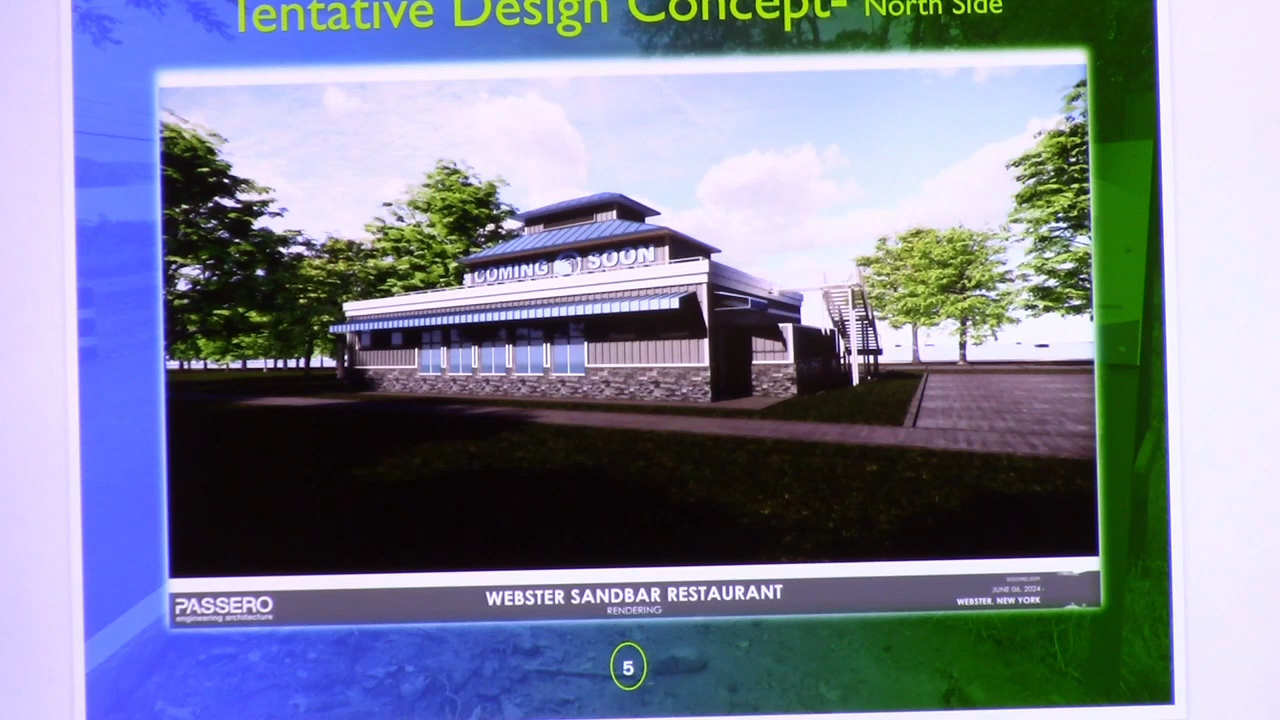 Tentative Design Concept- North Side
COMING SOON
PASSERO
engineering architecture
WEBSTER SANDBAR RESTAURANT
RENDERING
JUNE 06, 2024
WEBSTER, NEW YORK
5